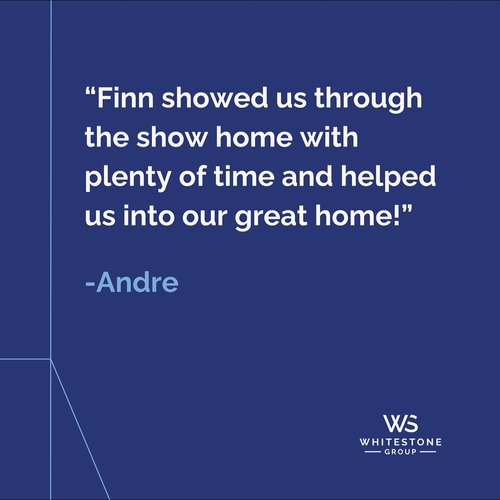 “Finn showed us through
the show home with
plenty of time and helped
us into our great home!”
-Andre
WS
WHITESTONE
GROUP